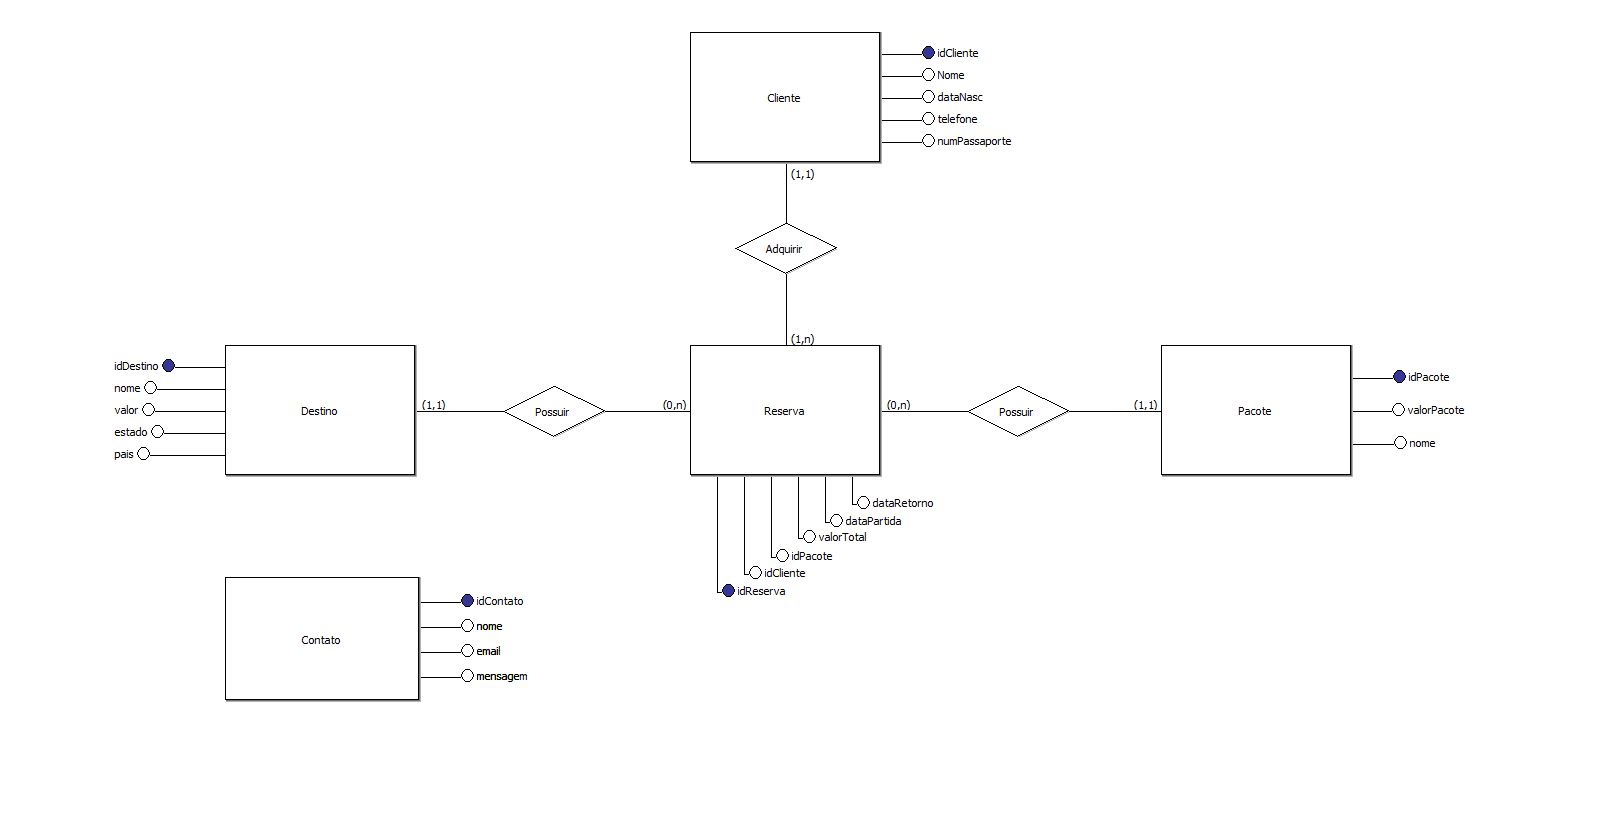 Cliente
idCliente
Nome
dataNasc
telefone
numPassaporte
(1,1)
Adquirir
(1,n)
idDestino
nome
valor
estado
pais
Destino
(1,1)
Possuir
(0,n)
Reserva
(0,n)
Possuir
(1,1)
Pacote
idPacote
valorPacote
nome
dataRetorno
dataPartida
valorTotal
idPacote
idCliente
idReserva
Contato
idContato
nome
email
mensagem